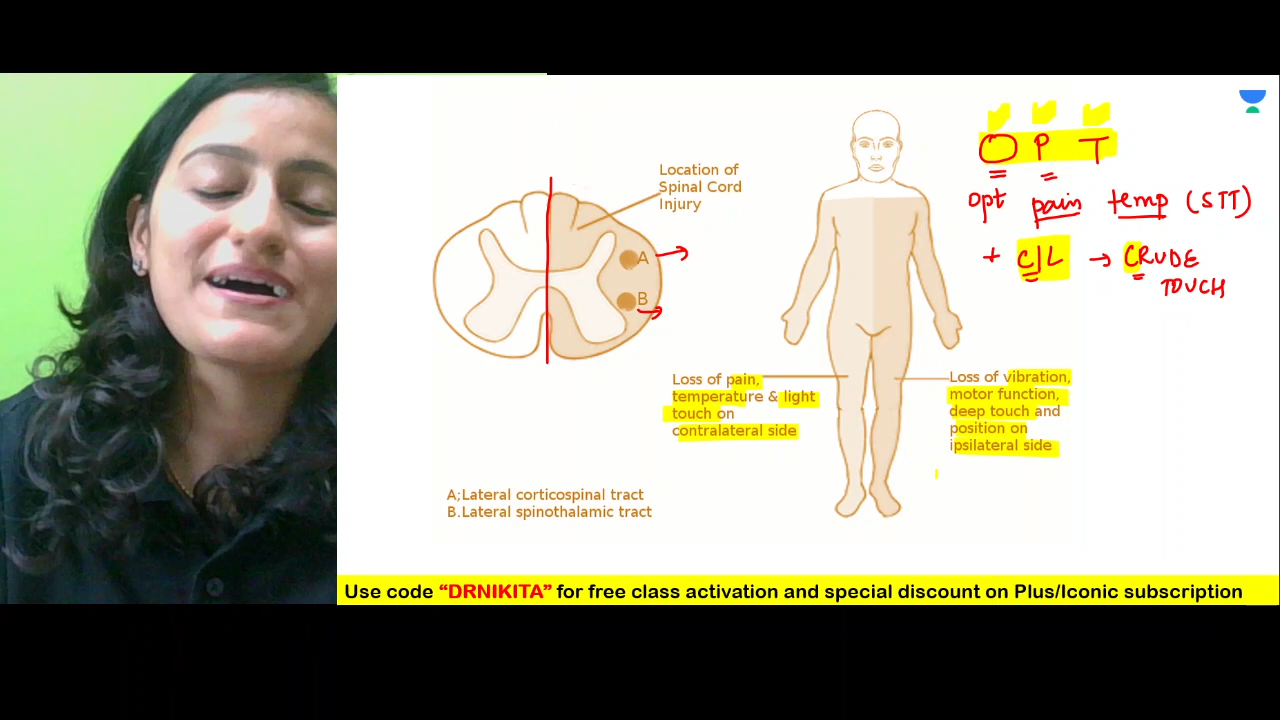 Location of
Spinal Cord
Injury
A
B
O P T
opt pain temp (STT)
+ C/L → CRUDE
TOUCH
Loss of pain,
temperature & light
touch on
contralateral side
Loss of vibration,
motor function,
deep touch and
position on
ipsilateral side
A;Lateral corticospinal tract
B.Lateral spinothalamic tract
Use code “DRNIKITA” for free class activation and special discount on Plus/Iconic subscription